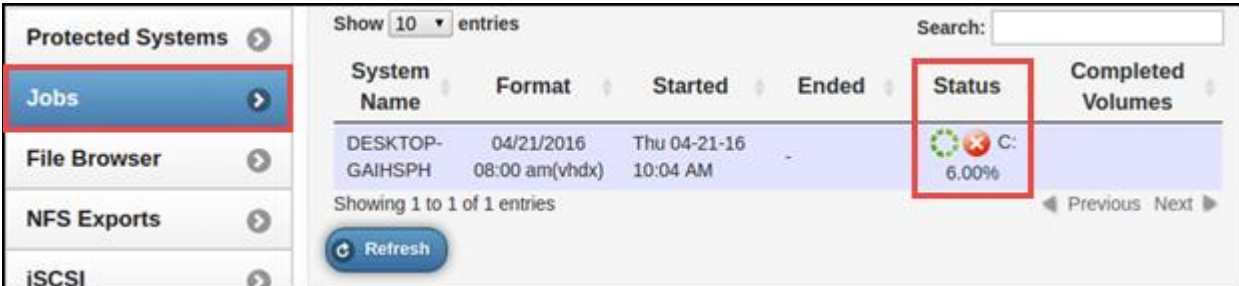 Protected Systems
Jobs
File Browser
NFS Exports
iSCSI
Show 10 entries
Search:
System Name Format Started Ended Status Completed Volumes
DESKTOP- 04/21/2016 Thu 04-21-16 - C:
GAIHSPH 08:00 am(vhdx) 10:04 AM 6.00%
Showing 1 to 1 of 1 entries
Previous Next
Refresh